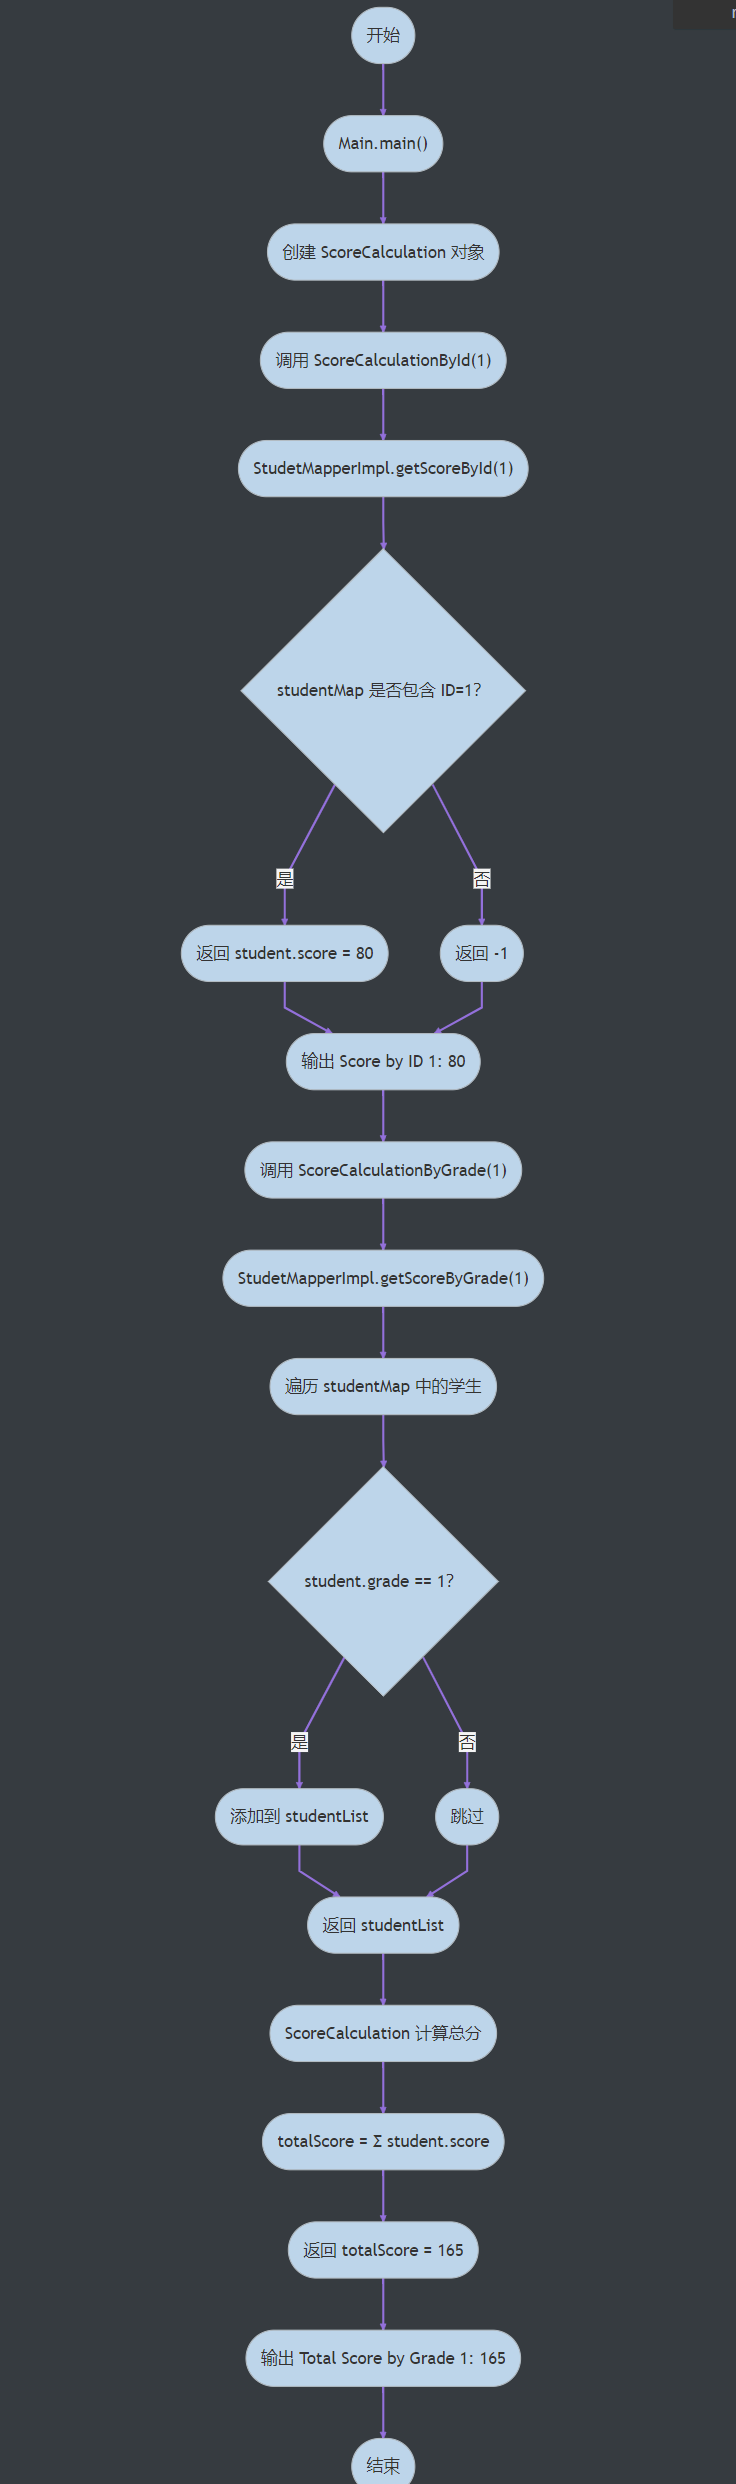 开始
Main.main()
创建 ScoreCalculation 对象
调用 ScoreCalculationById(1)
StudetMapperImpl.getScoreById(1)
studentMap 是否包含 ID=1?
是
否
返回 student.score = 80
返回 -1
输出 Score by ID 1: 80
调用 ScoreCalculationByGrade(1)
StudetMapperImpl.getScoreByGrade(1)
遍历 studentMap 中的学生
student.grade == 1?
是
否
添加到 studentList
跳过
返回 studentList
ScoreCalculation 计算总分
totalScore = Σ student.score
返回 totalScore = 165
输出 Total Score by Grade 1: 165
结束